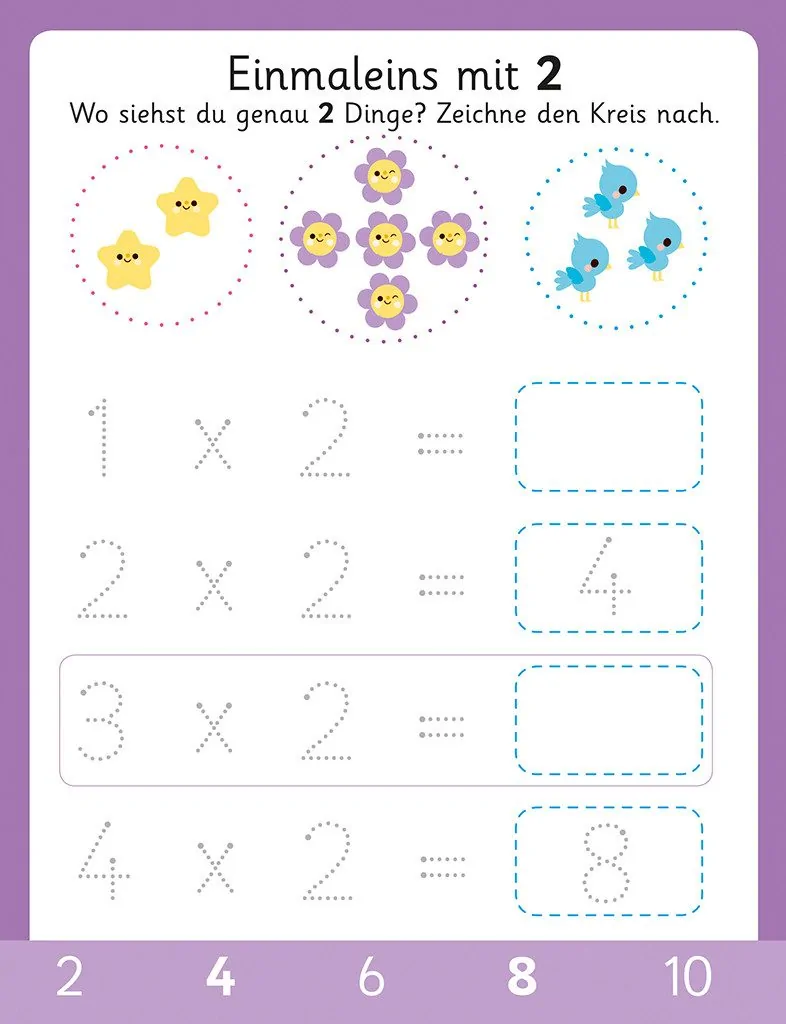 Einmaleins mit 2
Wo siehst du genau 2 Dinge? Zeichne den Kreis nach.
1 x 2 =
2 x 2 = 4
3 x 2 =
4 x 2 = 8
2 4 6 8 10